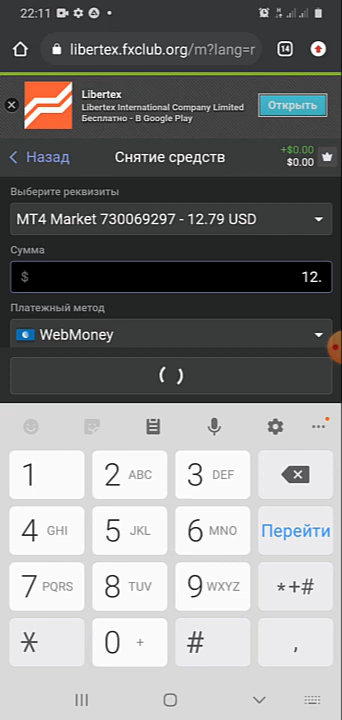 22:11
libertex.fxclub.org/m?lang=r
14
Libertex
Libertex International Company Limited
Бесплатно - В Google Play
Открыть
Назад
Снятие средств
+$0.00
$0.00
Выберите реквизиты
MT4 Market 730069297 - 12.79 USD
Сумма
$ 12.
Платежный метод
WebMoney
1
2 ABC
3 DEF
4 GHI
5 JKL
6 MNO
Перейти
7 PQRS
8 TUV
9 WXYZ
*+#
*
0 +
#
,